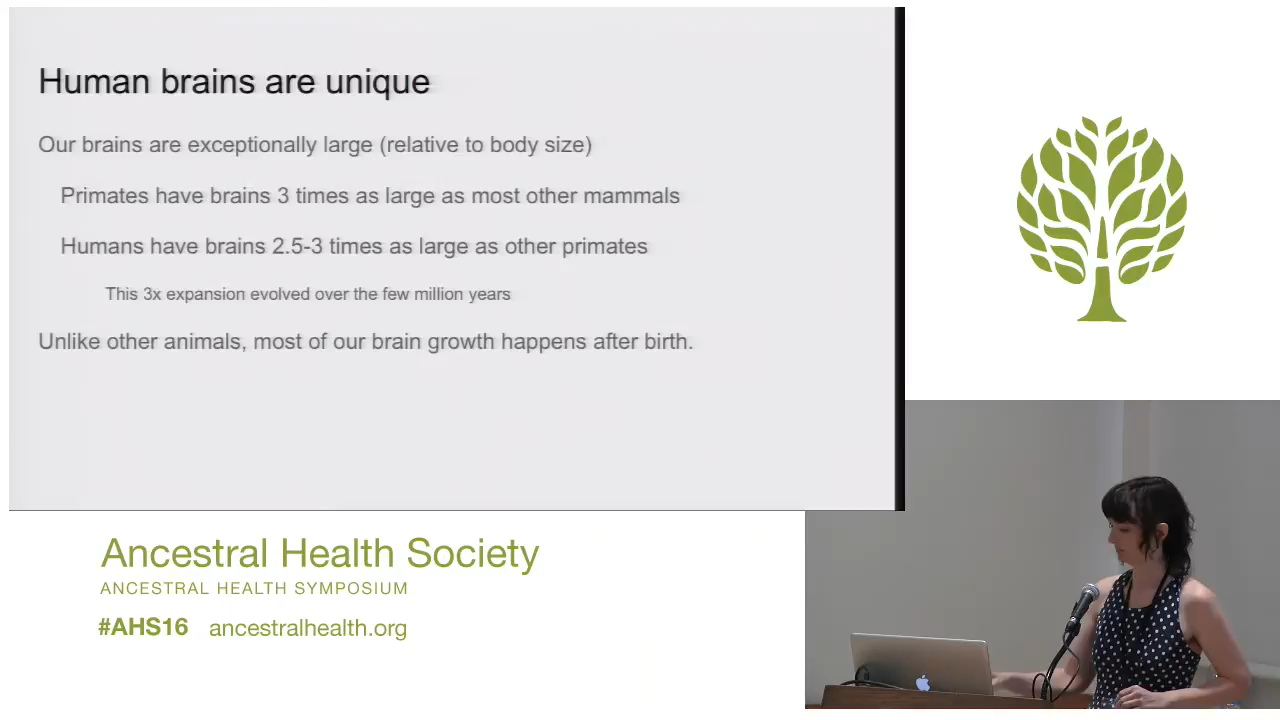 Human brains are unique
Our brains are exceptionally large (relative to body size)
Primates have brains 3 times as large as most other mammals
Humans have brains 2.5-3 times as large as other primates
This 3x expansion evolved over the few million years
Unlike other animals, most of our brain growth happens after birth.
Ancestral Health Society
ANCESTRAL HEALTH SYMPOSIUM
#AHS16 ancestralhealth.org